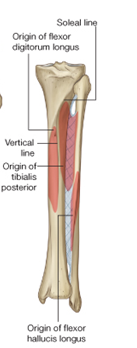 Soleal line
Origin of flexor
digitorum longus
Vertical
line
Origin of
tibialis
posterior
Origin of flexor
hallucis longus